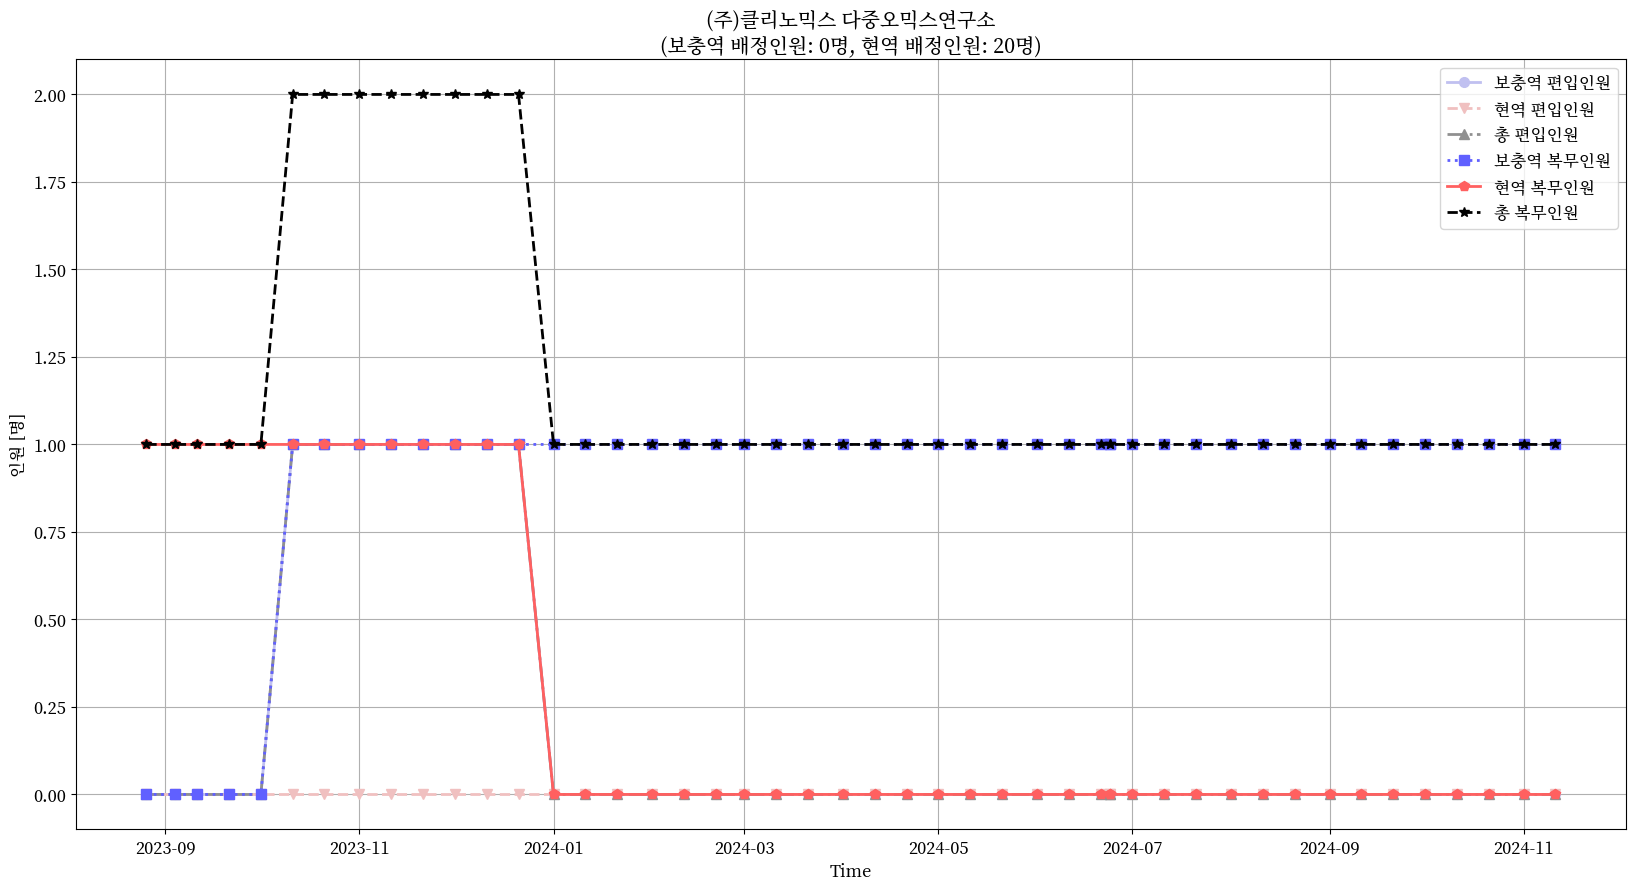 (주)클리노믹스 다중오믹스연구소
(보충역 배정인원: 0명, 현역 배정인원: 20명)
보충역 편입인원
현역 편입인원
총 편입인원
보충역 복무인원
현역 복무인원
총 복무인원
인원 [명]
2.00
1.75
1.50
1.25
1.00
0.75
0.50
0.25
0.00
2023-09
2023-11
2024-01
2024-03
2024-05
2024-07
2024-09
2024-11
Time